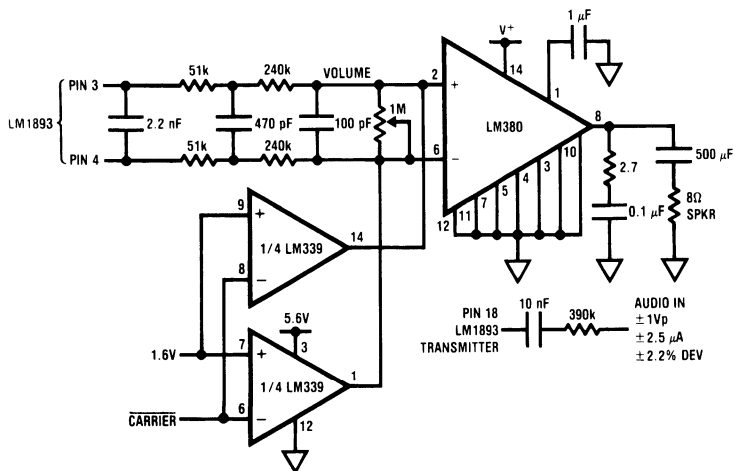 1 μF
V+
51k
240k
VOLUME
14
1
PIN 3
2
+
1M
LM380
8
LM1893
2.2 nF
470 pF
100 pF
500 μF
51k
240k
6
−
10
2.7
PIN 4
3
4
5
7
11
12
8Ω
SPKR
0.1 μF
9
+
1/4 LM339
14
8
−
10 nF
390k
AUDIO IN
±1Vp
±2.5 μA
±2.2% DEV
PIN 18
LM1893
TRANSMITTER
5.6V
3
1.6V
7
+
1/4 LM339
1
CARRIER
6
−
12